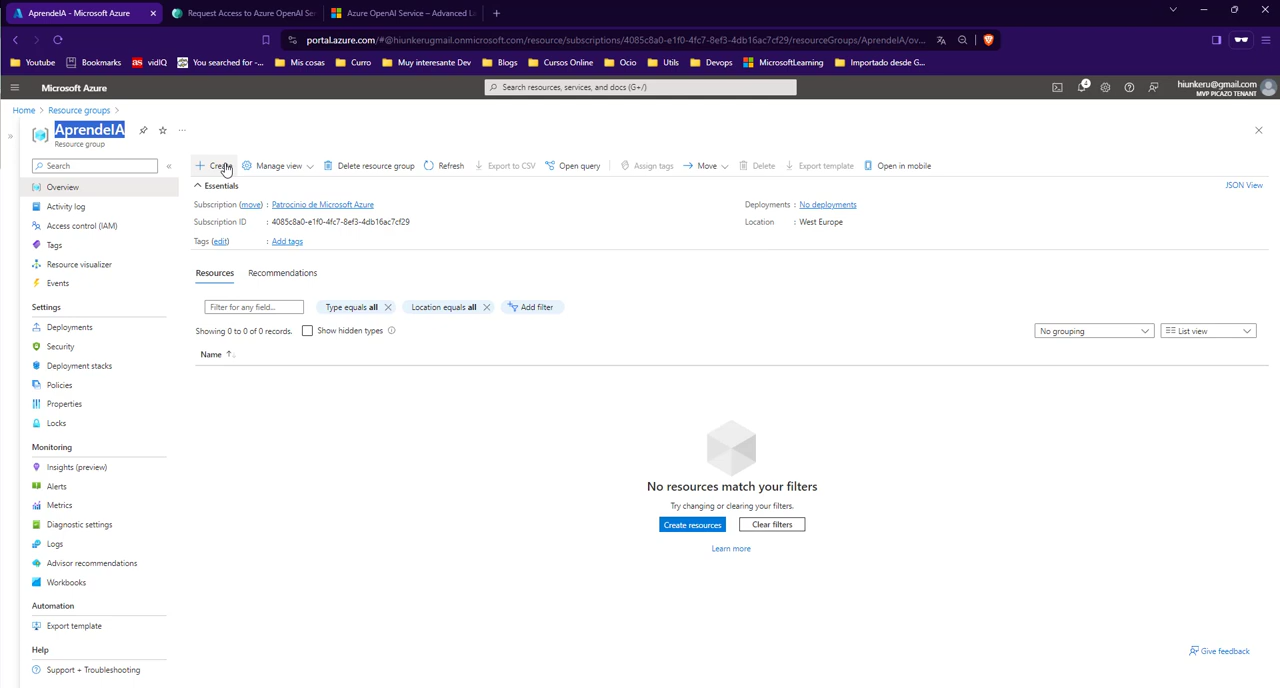 AprendeIA - Microsoft Azure
Request Access to Azure OpenAI Ser
Azure OpenAI Service – Advanced La
portal.azure.com/#@hiunkerugmail.onmicrosoft.com/resource/subscriptions/4085c8a0-e1f0-4fc7-8ef3-4db16ac7cf29/resourceGroups/AprendeIA/ov...
Youtube
Bookmarks
vidIQ
You searched for -...
Mis cosas
Curro
Muy interesante Dev
Blogs
Cursos Online
Ocio
Utils
Devops
MicrosoftLearning
Importado desde G...
Microsoft Azure
Search resources, services, and docs (G+/)
2
hiunkeru@gmail.com
MVP PICAZO TENANT
Home > Resource groups >
AprendeIA
Resource group
Search
Create
Manage view
Delete resource group
Refresh
Export to CSV
Open query
Assign tags
Move
Delete
Export template
Open in mobile
Overview
Activity log
Access control (IAM)
Tags
Resource visualizer
Events
Settings
Deployments
Security
Deployment stacks
Policies
Properties
Locks
Monitoring
Insights (preview)
Alerts
Metrics
Diagnostic settings
Logs
Advisor recommendations
Workbooks
Automation
Export template
Help
Support + Troubleshooting
Essentials
JSON View
Subscription (move) : Patrocinio de Microsoft Azure
Deployments : No deployments
Subscription ID : 4085c8a0-e1f0-4fc7-8ef3-4db16ac7cf29
Location : West Europe
Tags (edit) : Add tags
Resources
Recommendations
Filter for any field...
Type equals all
Location equals all
Add filter
Showing 0 to 0 of 0 records.
Show hidden types
No grouping
List view
Name
No resources match your filters
Try changing or clearing your filters.
Create resources
Clear filters
Learn more
Give feedback